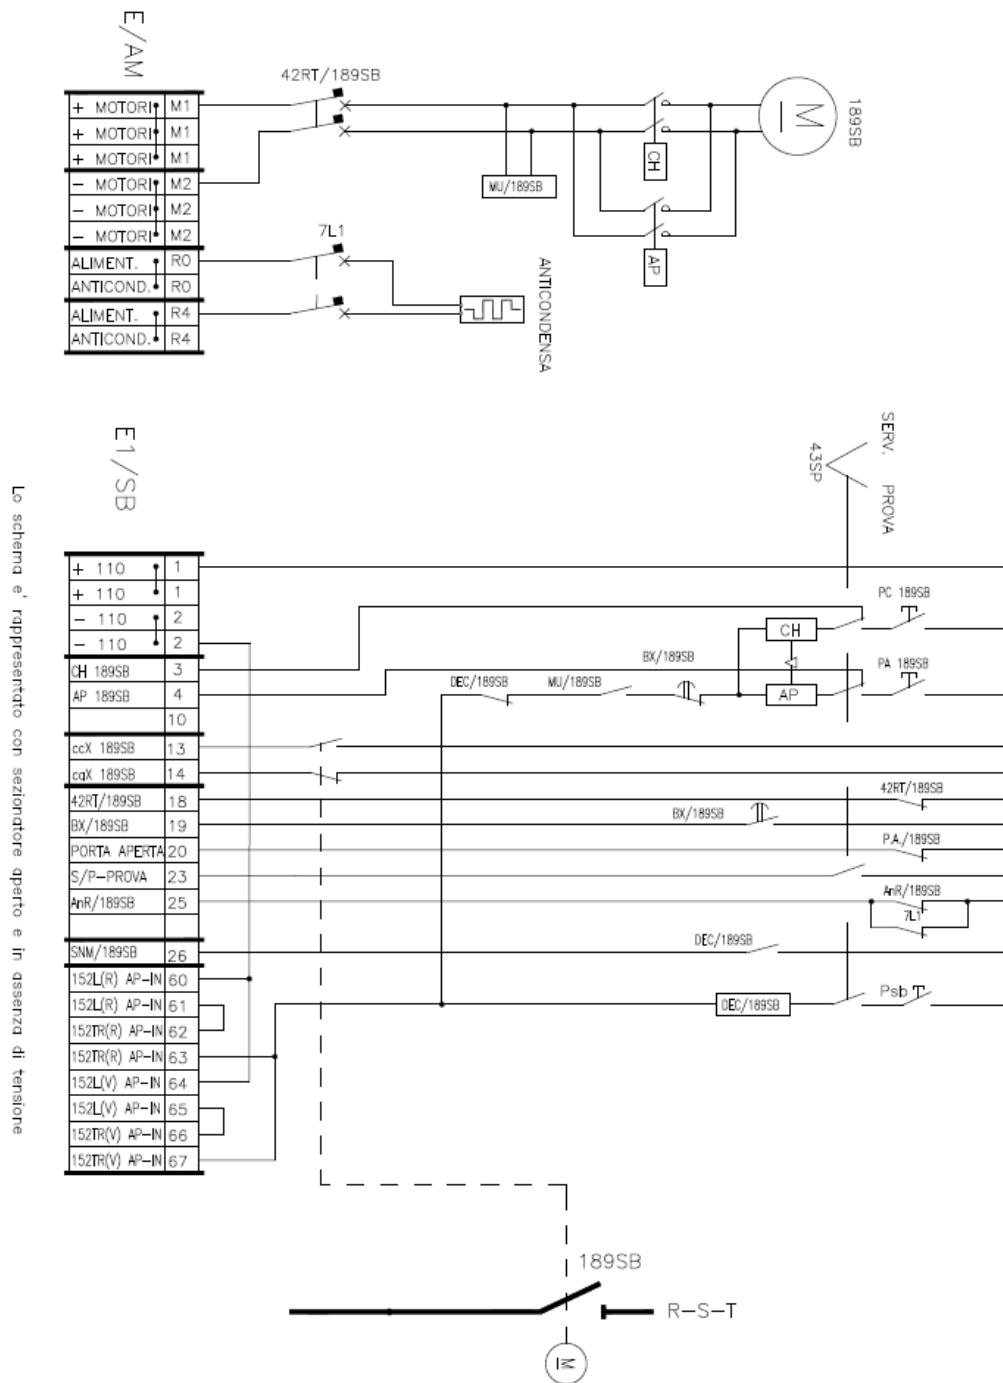 E/AM
42RT/189SB
+ MOTORI M1
+ MOTORI M1
+ MOTORI M1
- MOTORI M2
- MOTORI M2
- MOTORI M2
ALIMENT. R0
ANTICOND. R0
ALIMENT. R4
ANTICOND. R4
MU/189SB
CH
AP
M
189SB
7L1
ANTICONDENSA
E1/SB
SERV. PROVA
43SP
+ 110 1
+ 110 1
- 110 2
- 110 2
CH 189SB 3
AP 189SB 4
10
ccX 189SB 13
cqX 189SB 14
42RT/189SB 18
BX/189SB 19
PORTA APERTA 20
S/P-PROVA 23
AnR/189SB 25
SNM/189SB 26
152L(R) AP-IN 60
152L(R) AP-IN 61
152TR(R) AP-IN 62
152TR(R) AP-IN 63
152L(V) AP-IN 64
152L(V) AP-IN 65
152TR(V) AP-IN 66
152TR(V) AP-IN 67
PC 189SB
CH
BX/189SB
PA 189SB
DEC/189SB
MU/189SB
AP
42RT/189SB
BX/189SB
P.A./189SB
AnR/189SB
7L1
DEC/189SB
DEC/189SB
Psb
189SB
R-S-T
M
Lo schema e' rappresentato con sezionatore aperto e in assenza di tensione